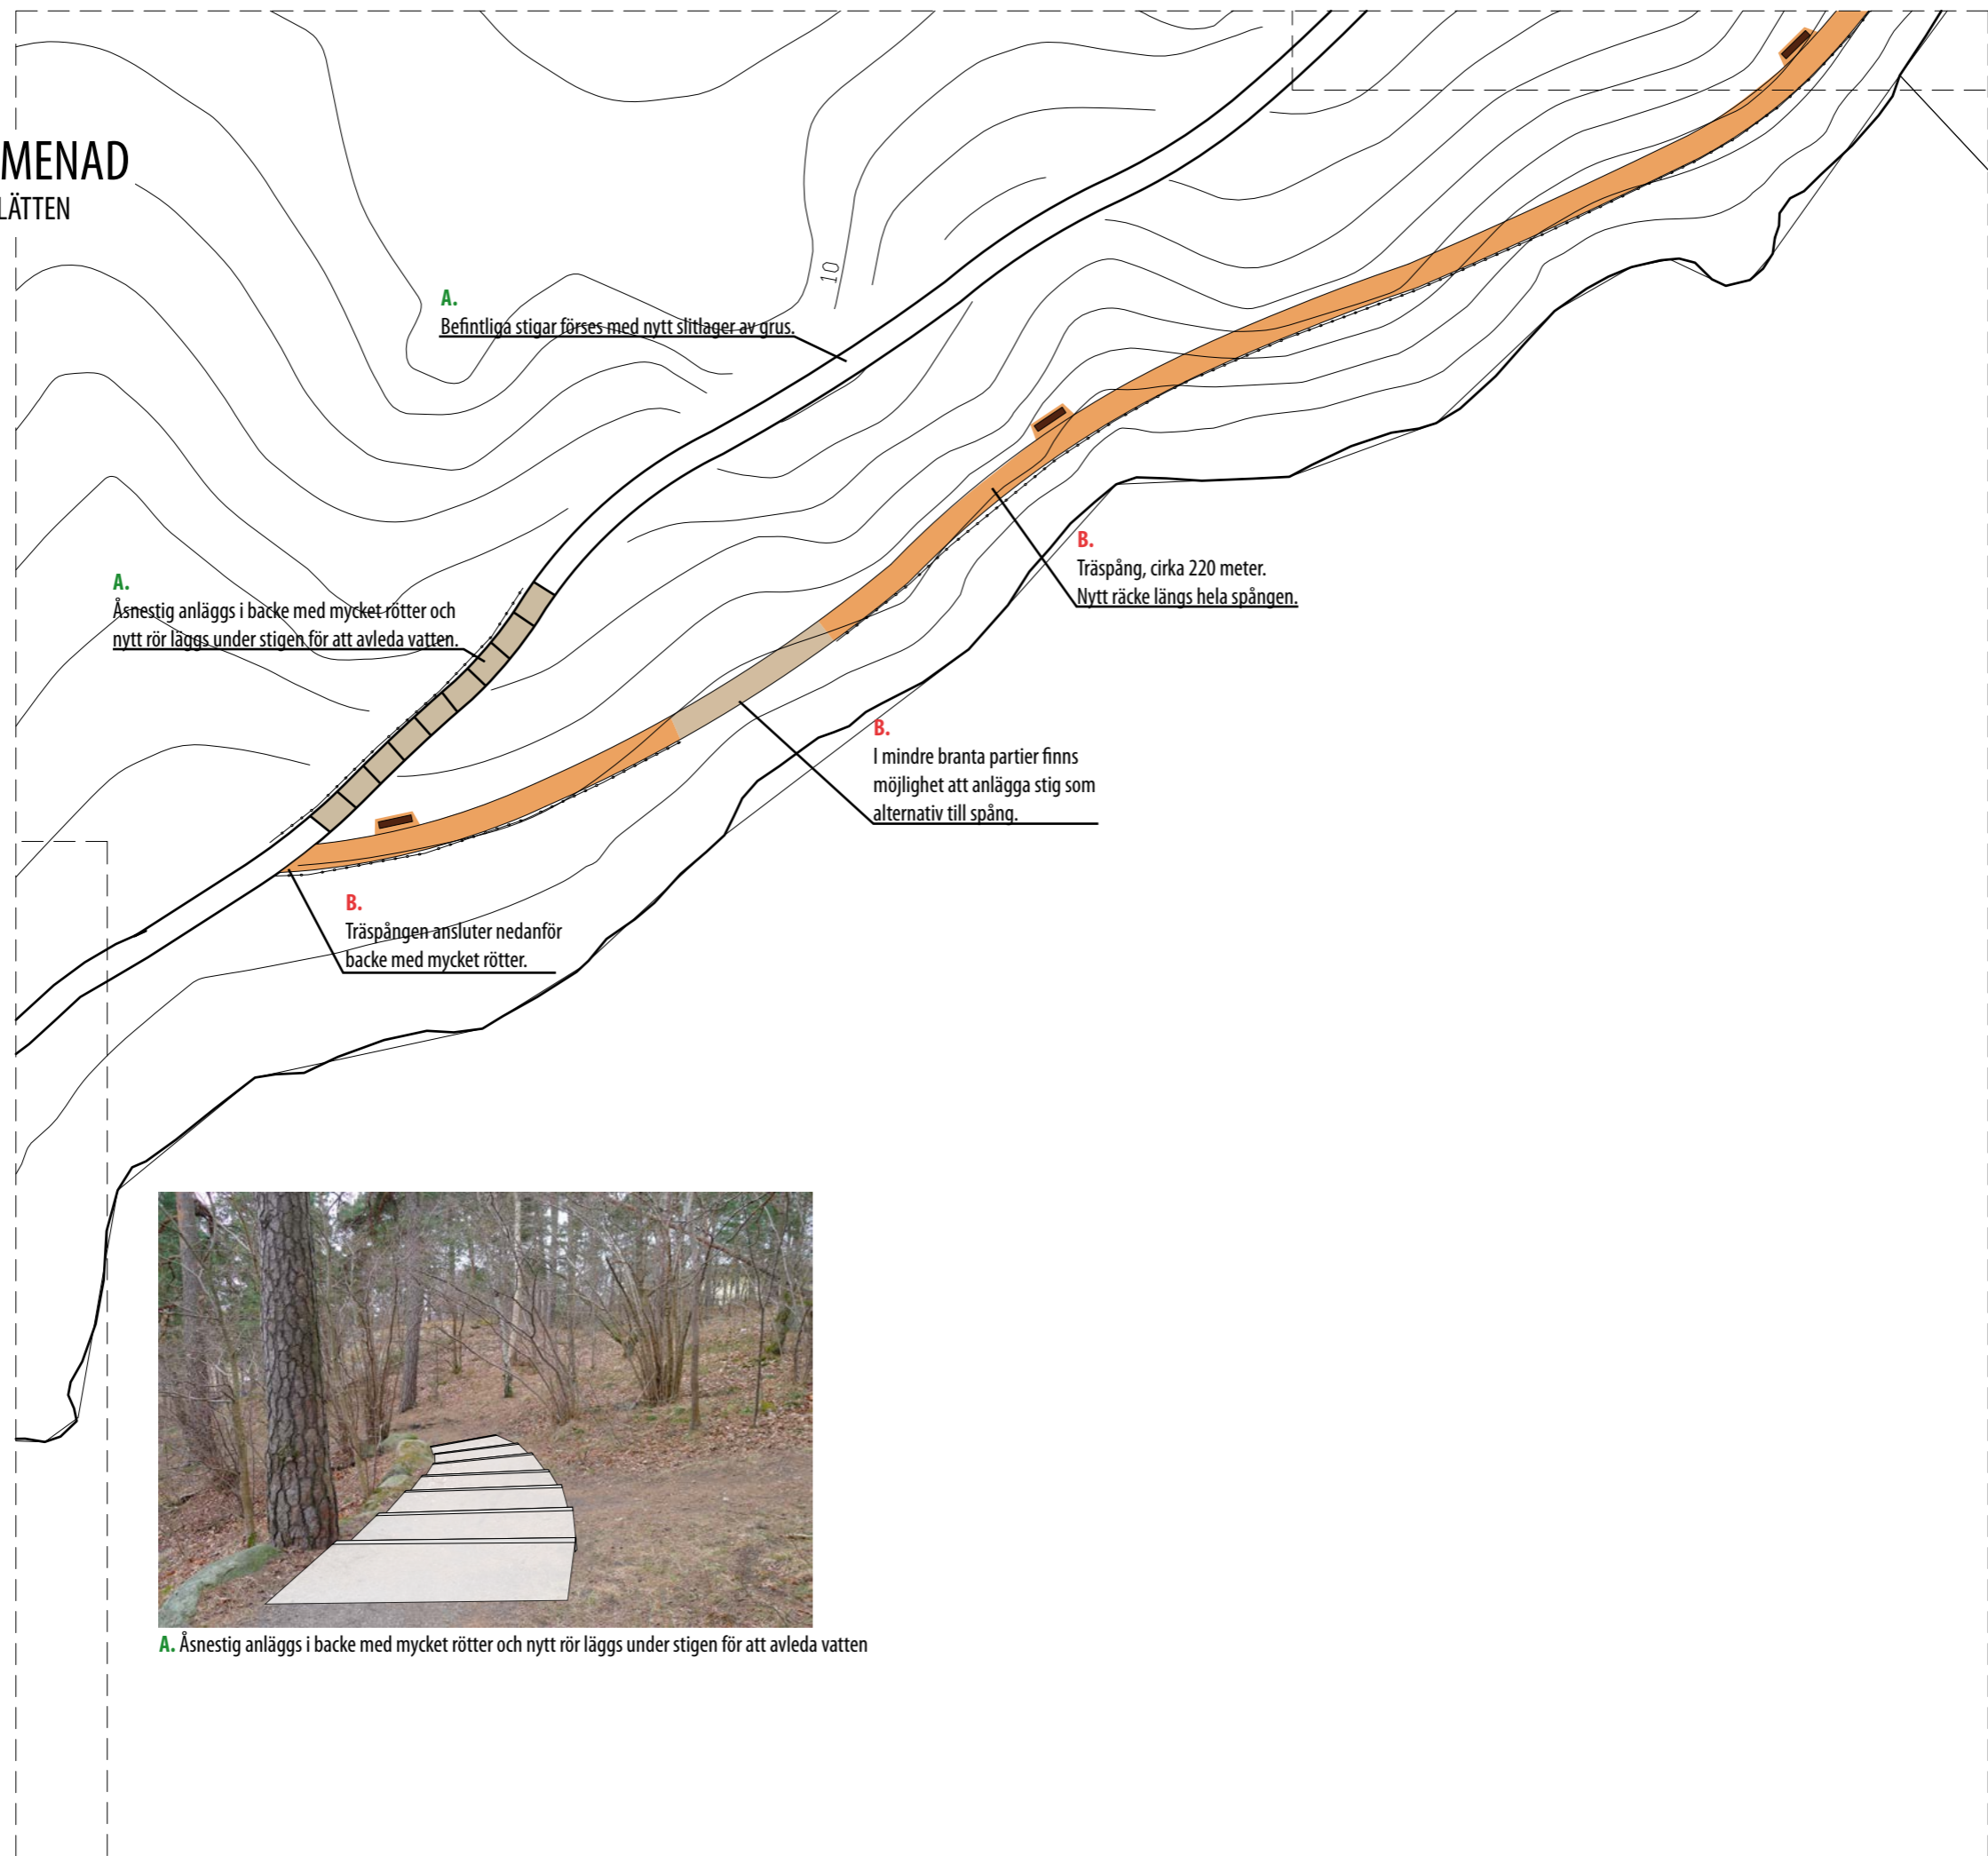 MENAD
LÄTTEN
10
A.
Befintliga stigar förses med nytt slitlager av grus.
A.
Åsnestig anläggs i backe med mycket rötter och
nytt rör läggs under stigen för att avleda vatten.
B.
Träspång, cirka 220 meter.
Nytt räcke längs hela spången.
B.
I mindre branta partier finns
möjlighet att anlägga stig som
alternativ till spång.
B.
Träspången ansluter nedanför
backe med mycket rötter.
A. Åsnestig anläggs i backe med mycket rötter och nytt rör läggs under stigen för att avleda vatten